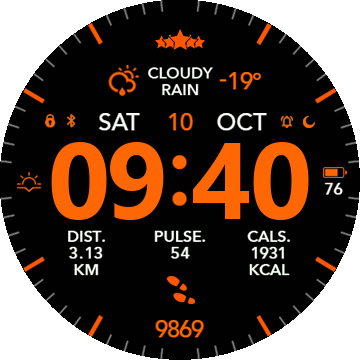 CLOUDY
RAIN
-19°
SAT 10 OCT
09:40
76
DIST.
3.13
KM
PULSE.
54
CALS.
1931
KCAL
9869